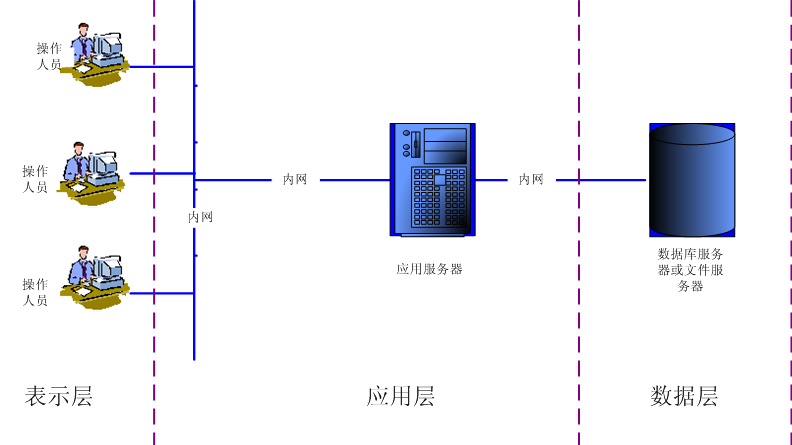 操作
人员
操作
人员
内网
内网
内网
操作
人员
应用服务器
数据库服务
器或文件服
务器
表示层
应用层
数据层